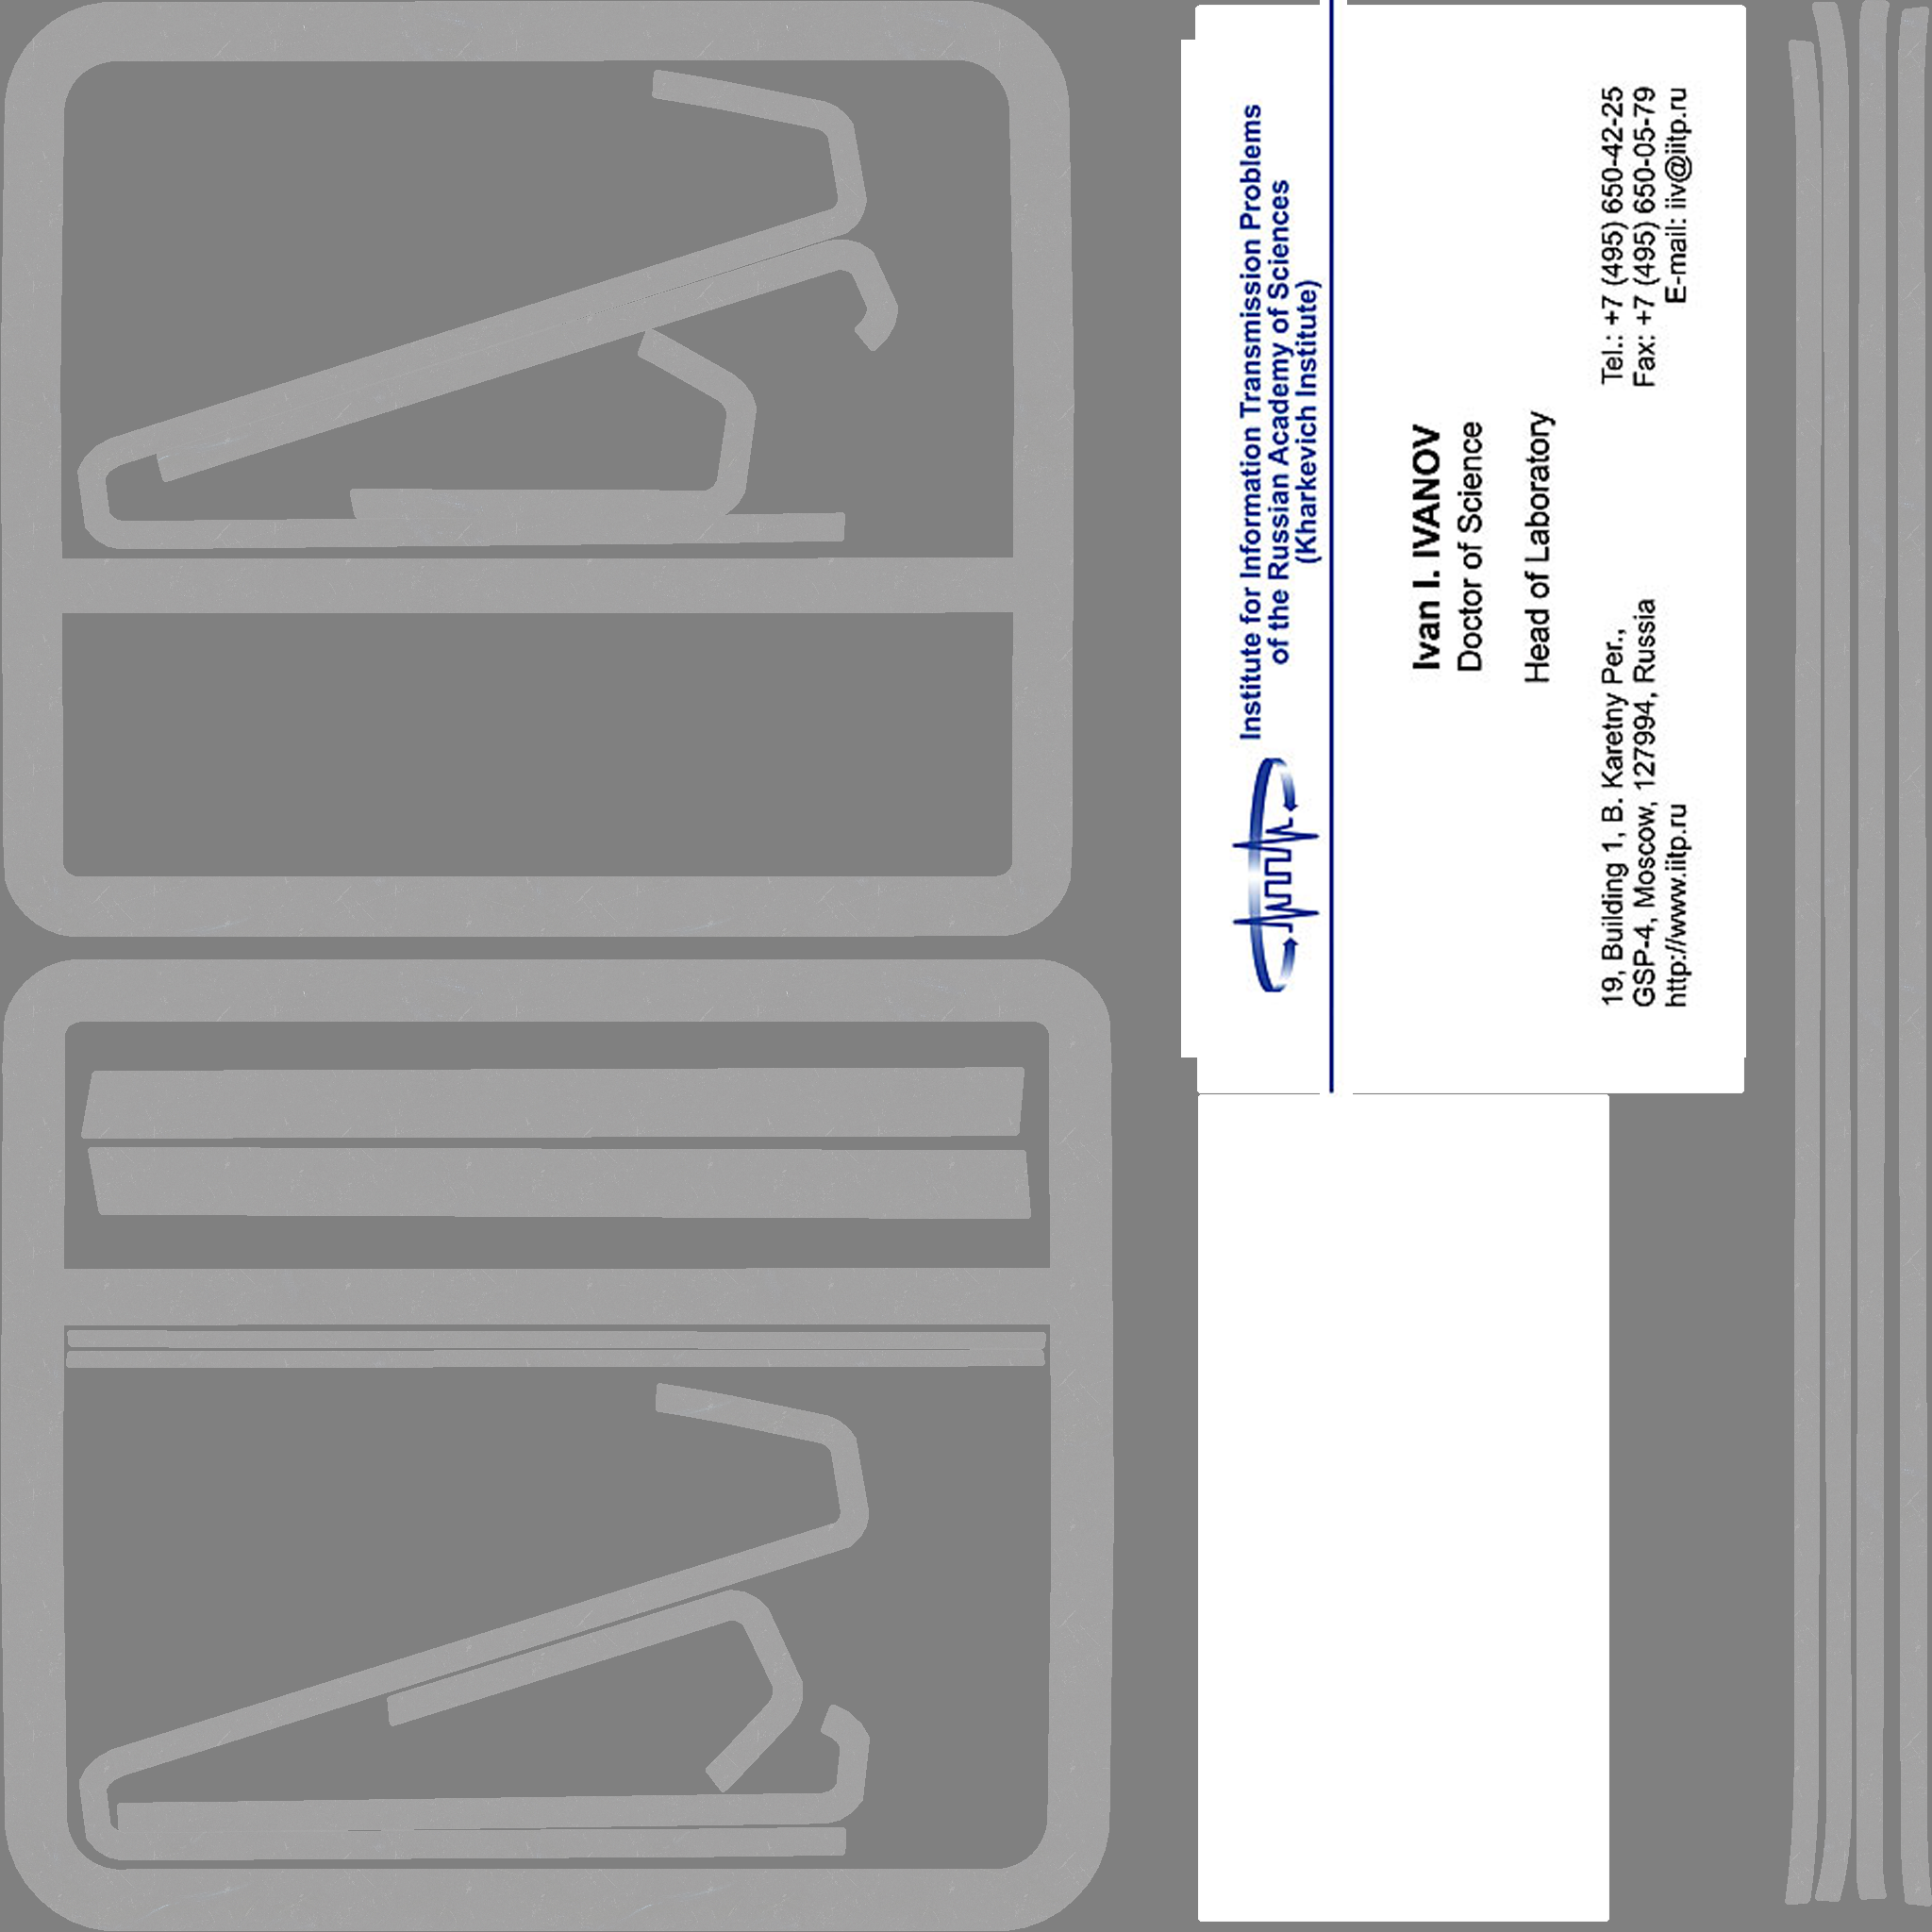 Institute for Information Transmission Problems
of the Russian Academy of Sciences
(Kharkevich Institute)
Ivan I. IVANOV
Doctor of Science
Head of Laboratory
19, Building 1, B. Karetny Per.,
GSP-4, Moscow, 127994, Russia
http://www.iitp.ru
Tel.: +7 (495) 650-42-25
Fax: +7 (495) 650-05-79
E-mail: iiv@iitp.ru